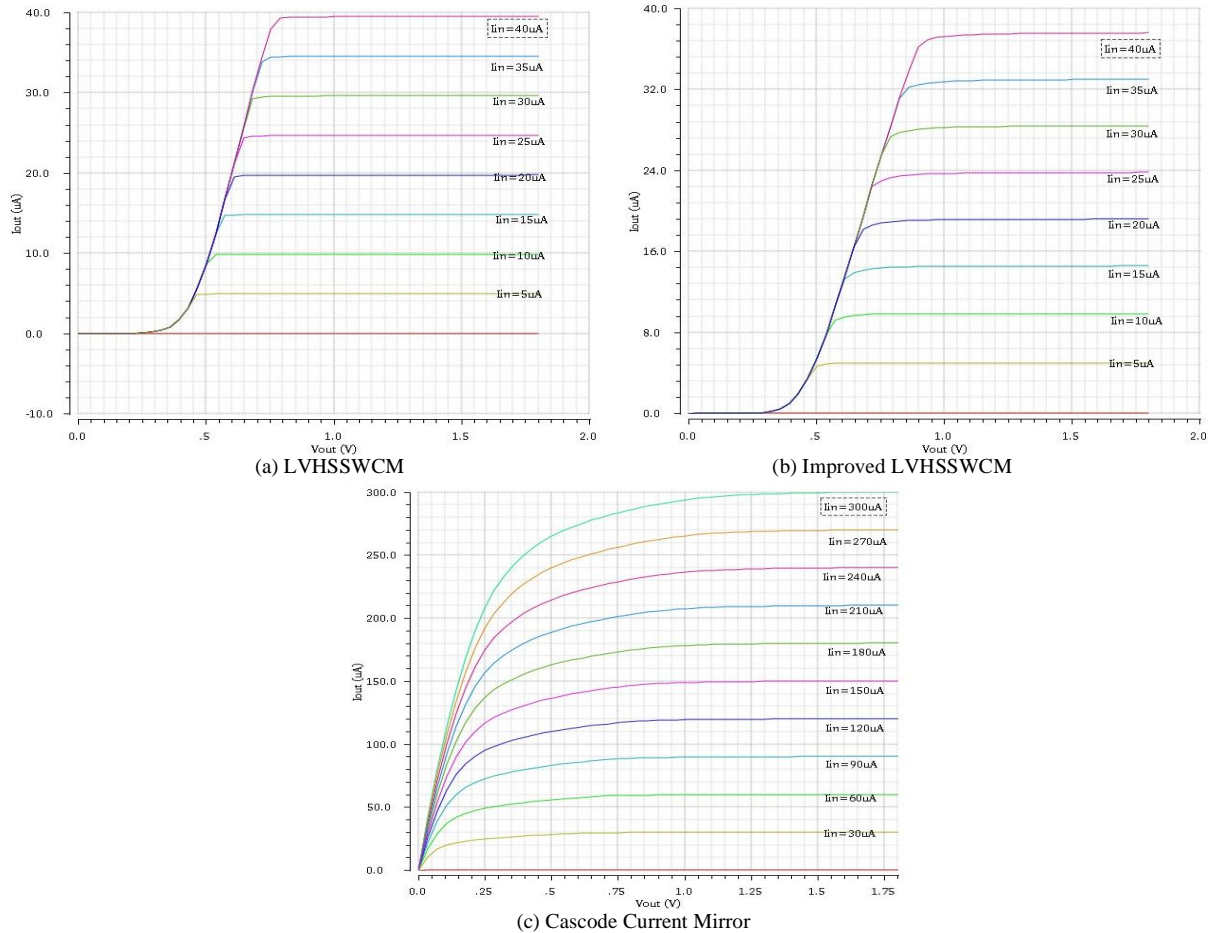 40.0
30.0
20.0
10.0
0.0
-10.0
Iout (uA)
Iin=40uA
Iin=35uA
Iin=30uA
Iin=25uA
Iin=20uA
Iin=15uA
Iin=10uA
Iin=5uA
0.0 .5 1.0 1.5 2.0
Vout (V)
(a) LVHSSWCM
40.0
32.0
24.0
16.0
8.0
0.0
Iout (uA)
Iin=40uA
Iin=35uA
Iin=30uA
Iin=25uA
Iin=20uA
Iin=15uA
Iin=10uA
Iin=5uA
0.0 .5 1.0 1.5 2.0
Vout (V)
(b) Improved LVHSSWCM
300.0
250.0
200.0
150.0
100.0
50.0
0.0
Iout (uA)
Iin=300uA
Iin=270uA
Iin=240uA
Iin=210uA
Iin=180uA
Iin=150uA
Iin=120uA
Iin=90uA
Iin=60uA
Iin=30uA
0.0 .25 .5 .75 1.0 1.25 1.5 1.75
Vout (V)
(c) Cascode Current Mirror